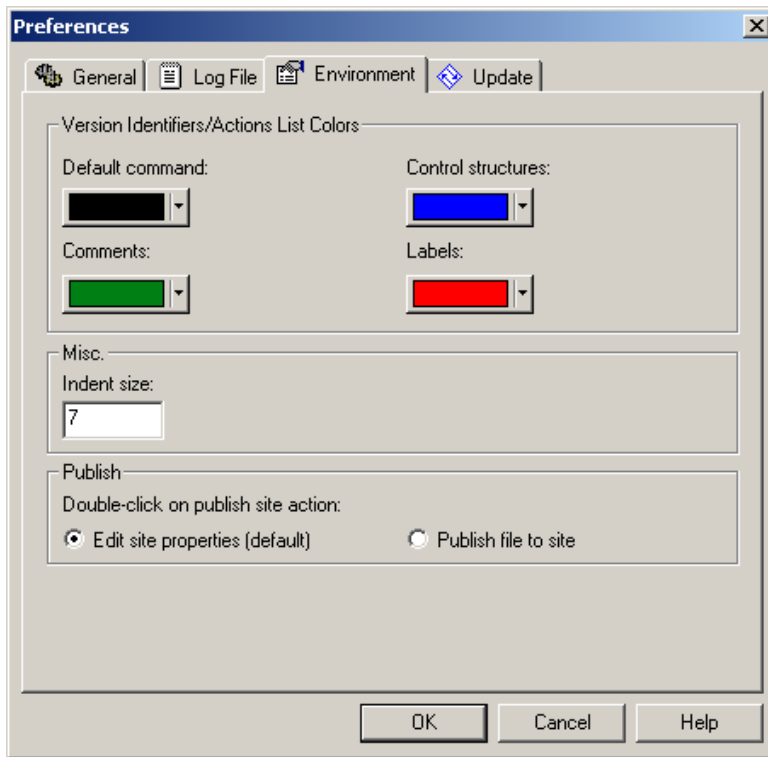 Preferences
General Log File Environment Update
Version Identifiers/Actions List Colors
Default command: Control structures:
Comments: Labels:
Misc.
Indent size:
7
Publish
Double-click on publish site action:
Edit site properties (default) Publish file to site
OK Cancel Help